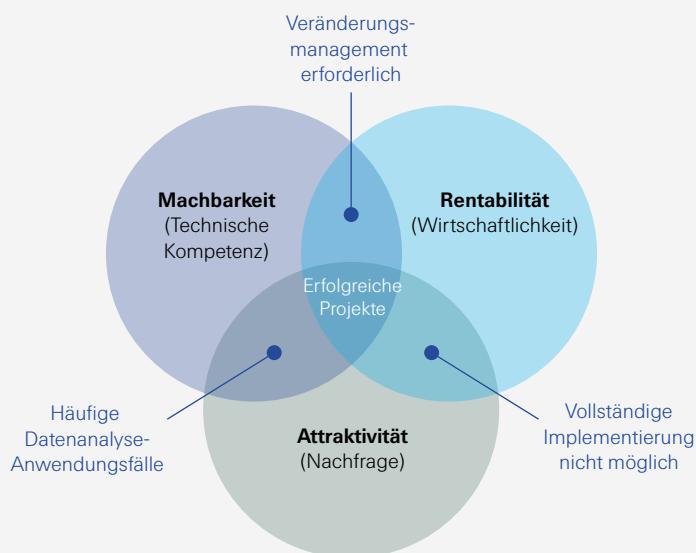 Veränderungs-
management
erforderlich
Machbarkeit
(Technische
Kompetenz)
Rentabilität
(Wirtschaftlichkeit)
Erfolgreiche
Projekte
Häufige
Datenanalyse-
Anwendungsfälle
Attraktivität
(Nachfrage)
Vollständige
Implementierung
nicht möglich